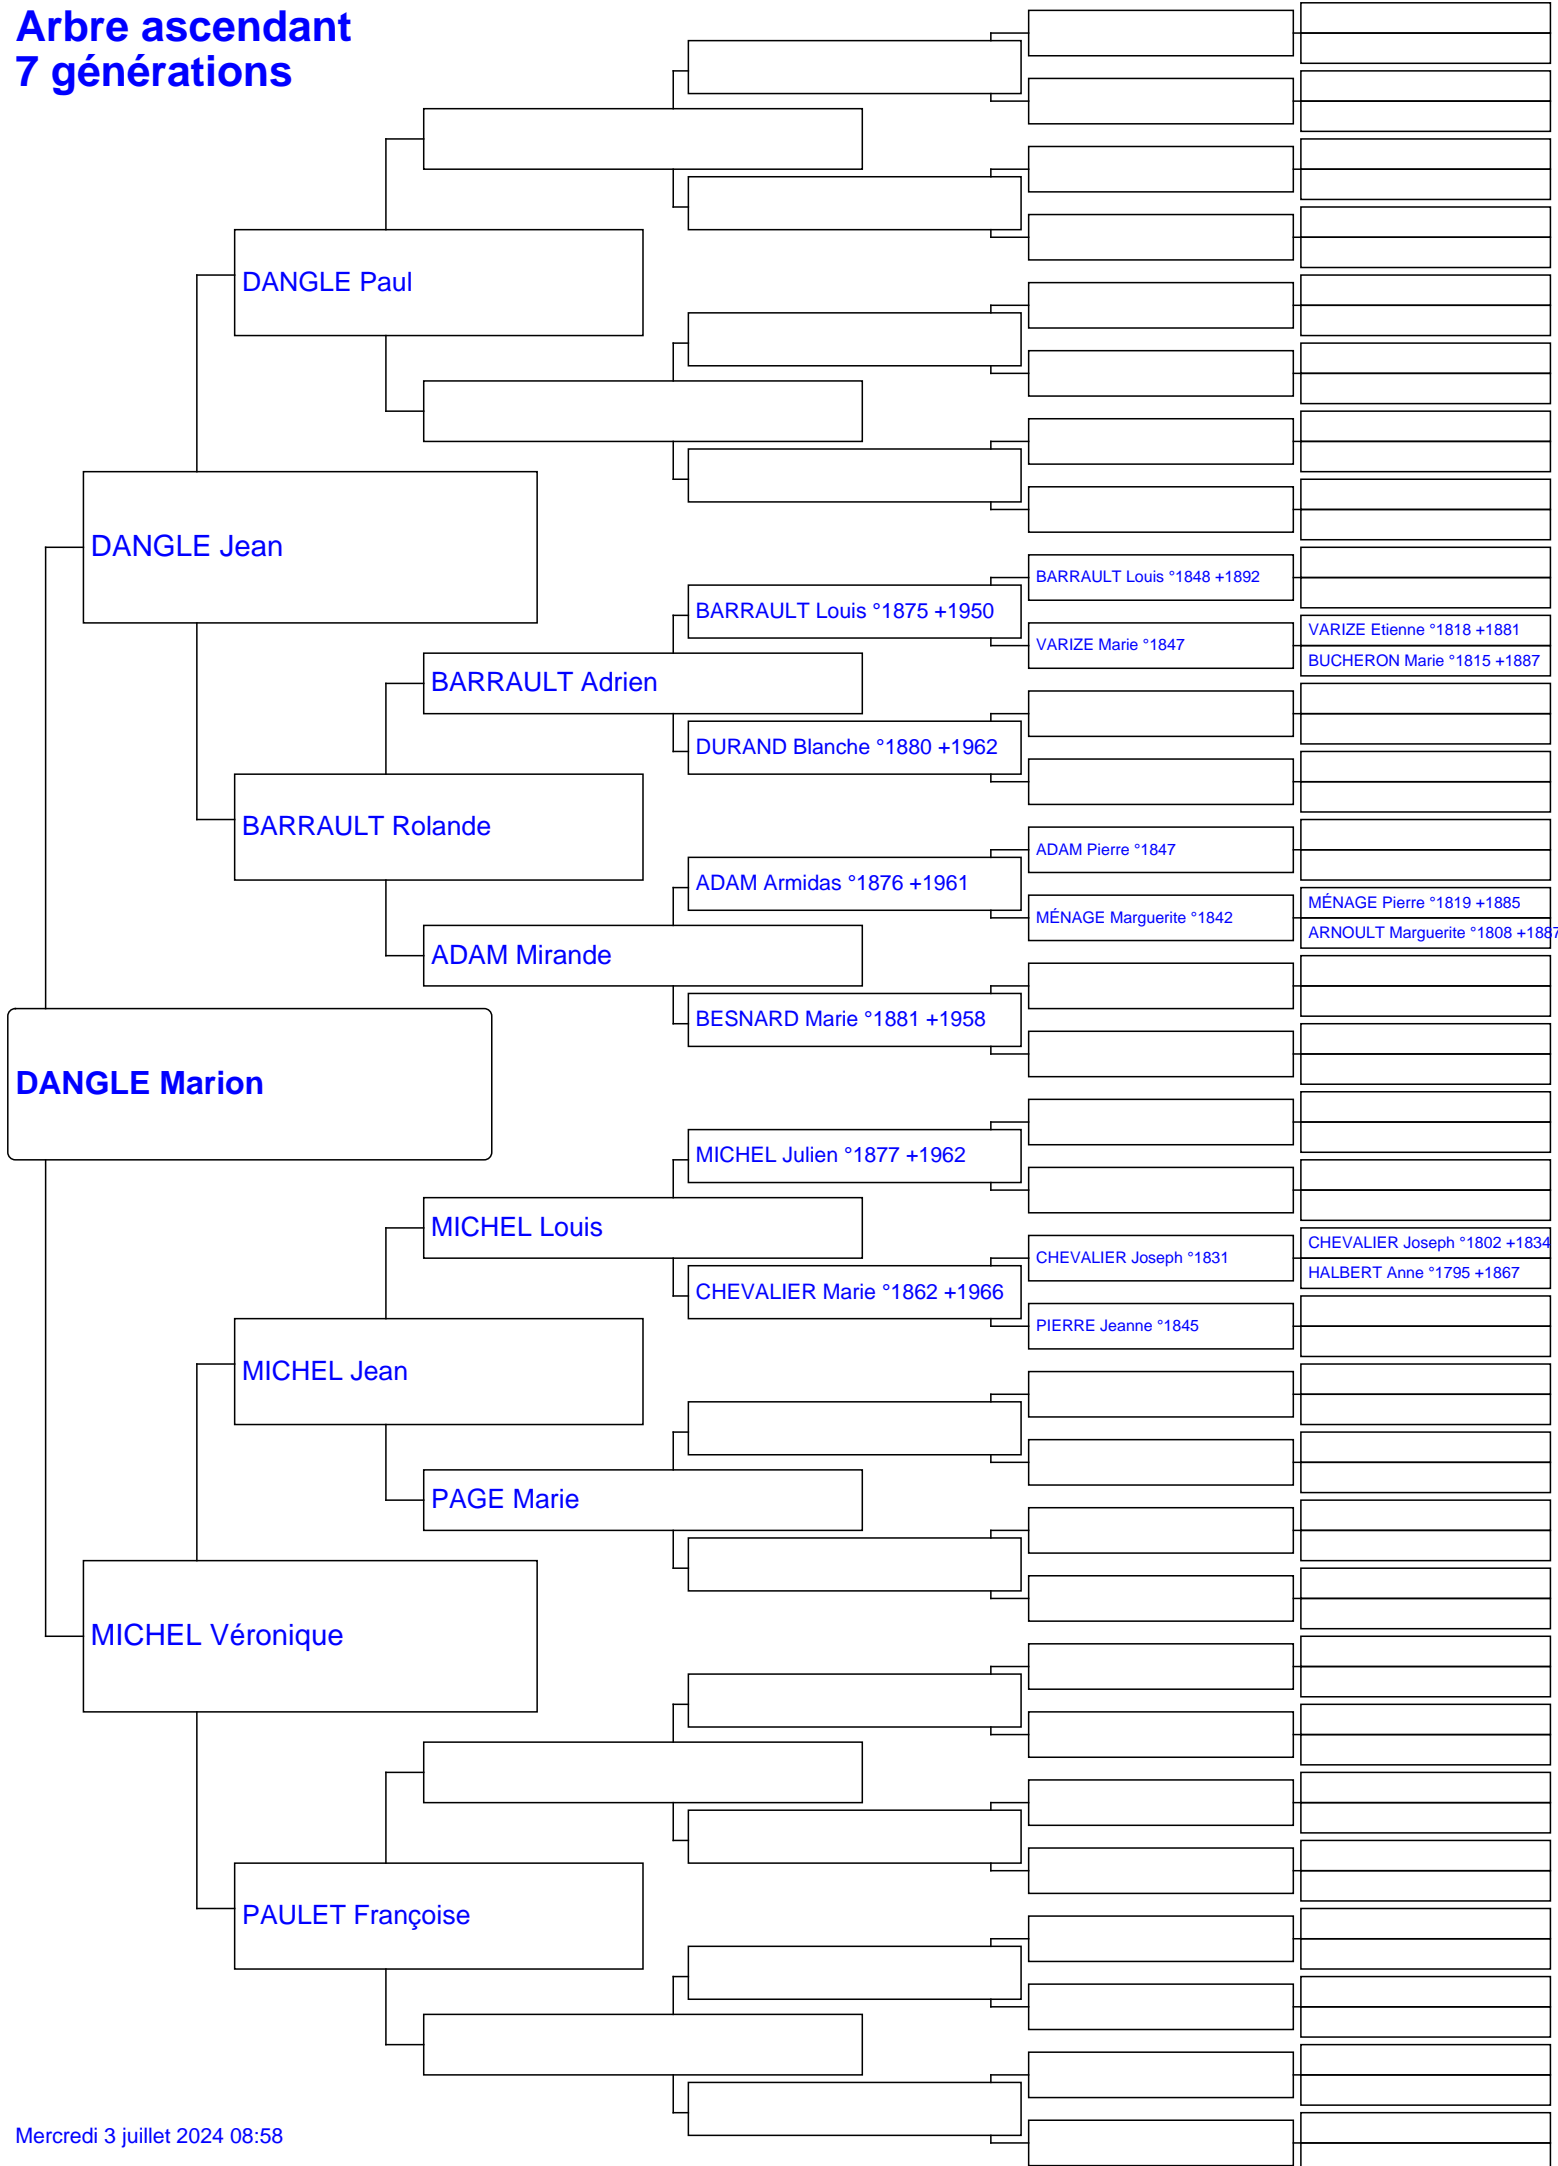 Arbre ascendant
7 générations
DANGLE Paul
DANGLE Jean
BARRAULT Louis °1848 +1892
BARRAULT Louis °1875 +1950
VARIZE Etienne °1818 +1881
VARIZE Marie °1847
BUCHERON Marie °1815 +1887
BARRAULT Adrien
DURAND Blanche °1880 +1962
BARRAULT Rolande
ADAM Pierre °1847
ADAM Armidas °1876 +1961
MÉNAGE Pierre °1819 +1885
MÉNAGE Marguerite °1842
ARNOULT Marguerite °1808 +1887
ADAM Mirande
BESNARD Marie °1881 +1958
DANGLE Marion
MICHEL Julien °1877 +1962
MICHEL Louis
CHEVALIER Joseph °1802 +1834
CHEVALIER Joseph °1831
HALBERT Anne °1795 +1867
CHEVALIER Marie °1862 +1966
PIERRE Jeanne °1845
MICHEL Jean
PAGE Marie
MICHEL Véronique
PAULET Françoise
Mercredi 3 juillet 2024 08:58